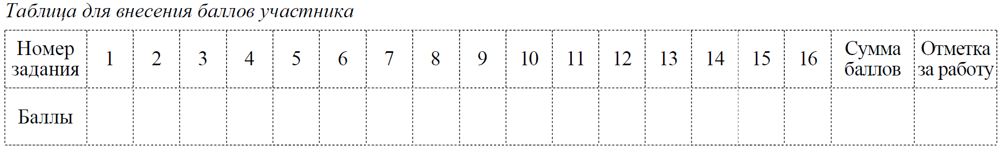 Таблица для внесения баллов участника
Номер задания 1 2 3 4 5 6 7 8 9 10 11 12 13 14 15 16 Сумма баллов Отметка за работу
Баллы